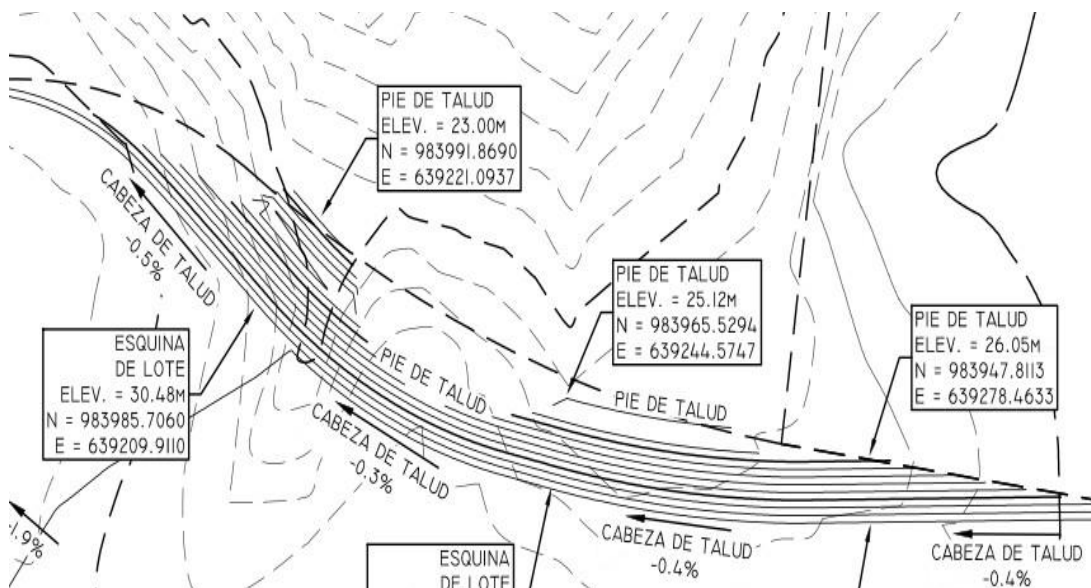 PIE DE TALUD
ELEV. = 23.00M
N = 983991.8690
E = 639221.0937
CABEZA DE TALUD
-0.5%
PIE DE TALUD
ELEV. = 25.12M
N = 983965.5294
E = 639244.5747
PIE DE TALUD
ELEV. = 26.05M
N = 983947.8113
E = 639278.4633
ESQUINA
DE LOTE
ELEV. = 30.48M
N = 983985.7060
E = 639209.9110
PIE DE TALUD
PIE DE TALUD
CABEZA DE TALUD
-0.3%
CABEZA DE TALUD
-0.4%
CABEZA DE TALUD
-0.4%
ESQUINA
DE LOTE